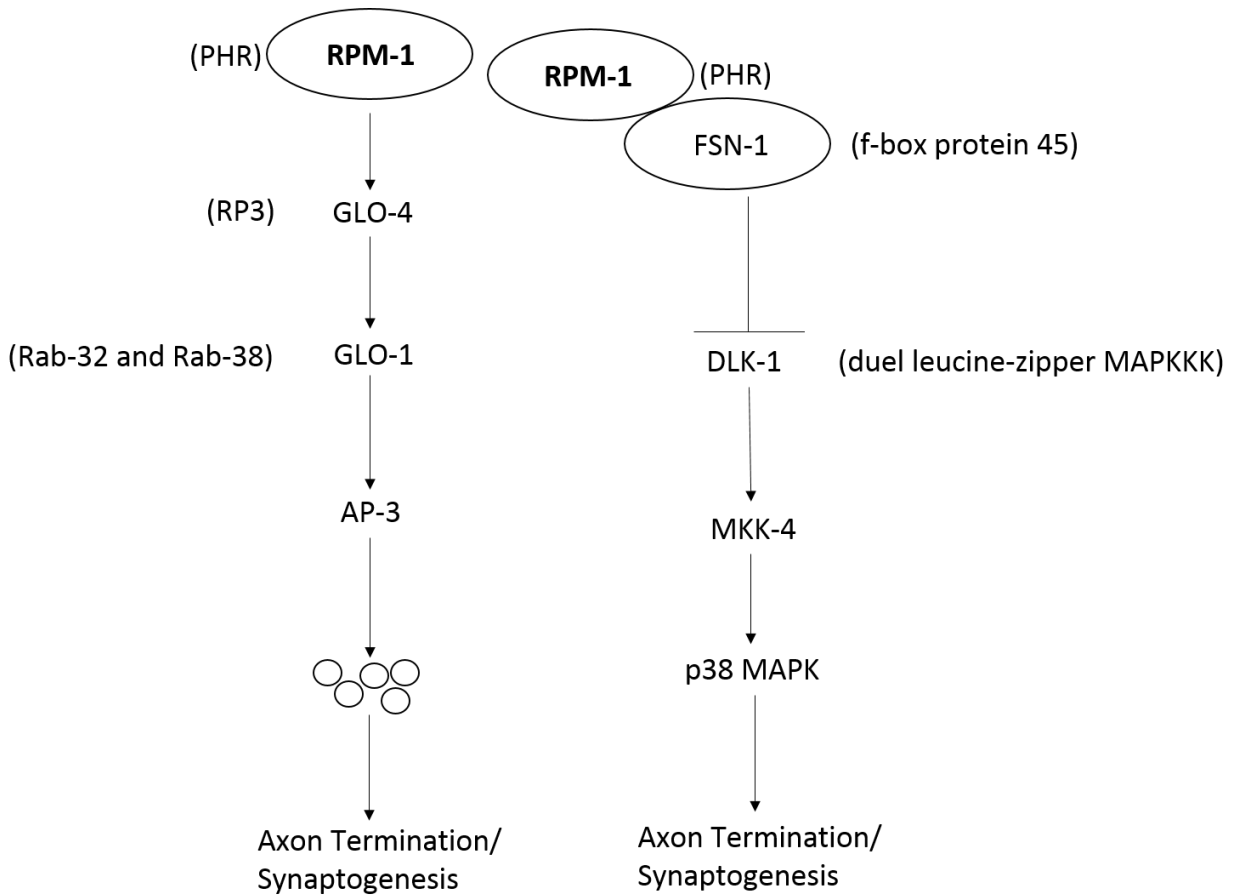 (PHR)
RPM-1
RPM-1
(PHR)
FSN-1
(f-box protein 45)
(RP3)
GLO-4
(Rab-32 and Rab-38)
GLO-1
DLK-1
(duel leucine-zipper MAPKKK)
AP-3
MKK-4
p38 MAPK
Axon Termination/
Synaptogenesis
Axon Termination/
Synaptogenesis